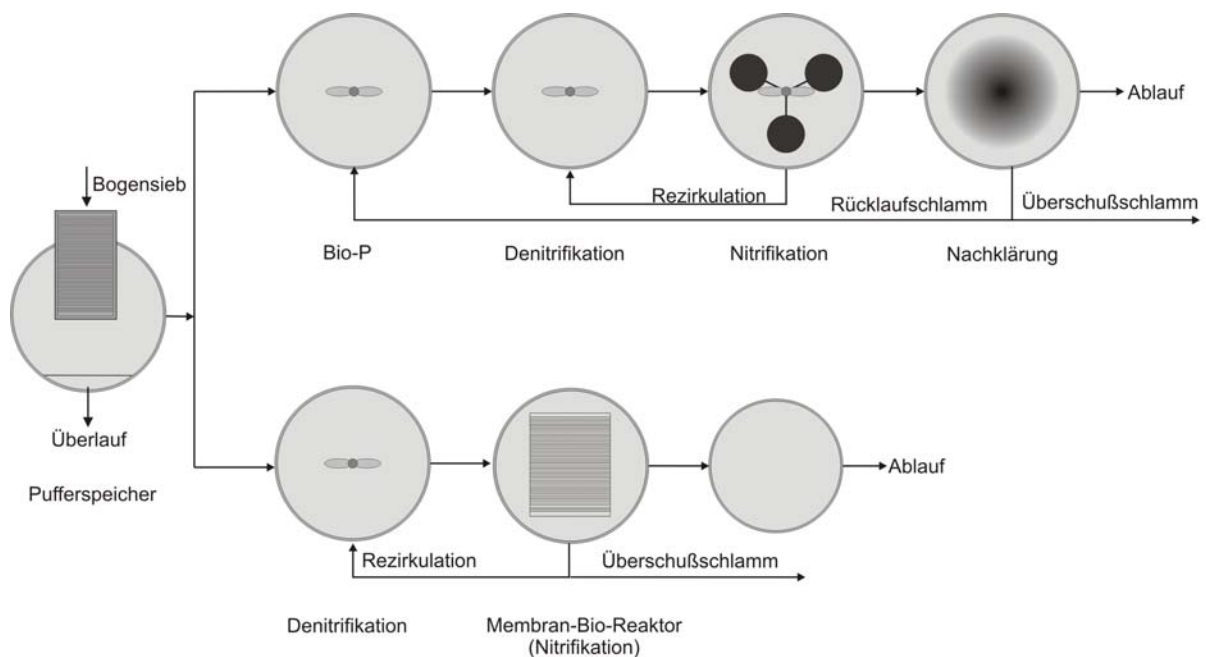 Ablauf
Bogensieb
Rezirkulation
Rücklaufschlamm
Überschußschlamm
Bio-P
Denitrifikation
Nitrifikation
Nachklärung
Überlauf
Pufferspeicher
Ablauf
Rezirkulation
Überschußschlamm
Denitrifikation
Membran-Bio-Reaktor
(Nitrifikation)